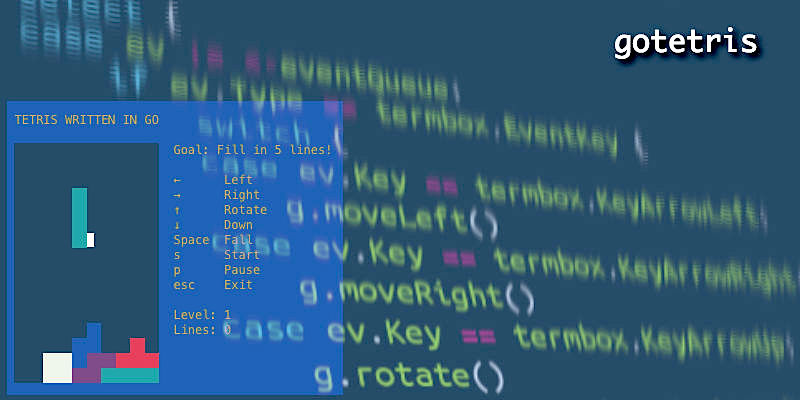 gotetris
case
ev := <-eventqueue:
if ev.Type == termbox.EventKey {
switch {
case ev.Key == termbox.KeyArrowLeft:
g.moveLeft()
case ev.Key == termbox.KeyArrowRight:
g.moveRight()
case ev.Key == termbox.KeyArrowUp:
g.rotate()
TETRIS WRITTEN IN GO
Goal: Fill in 5 lines!
← Left
→ Right
↑ Rotate
↓ Down
Space Fall
s Start
p Pause
esc Exit
Level: 1
Lines: 0